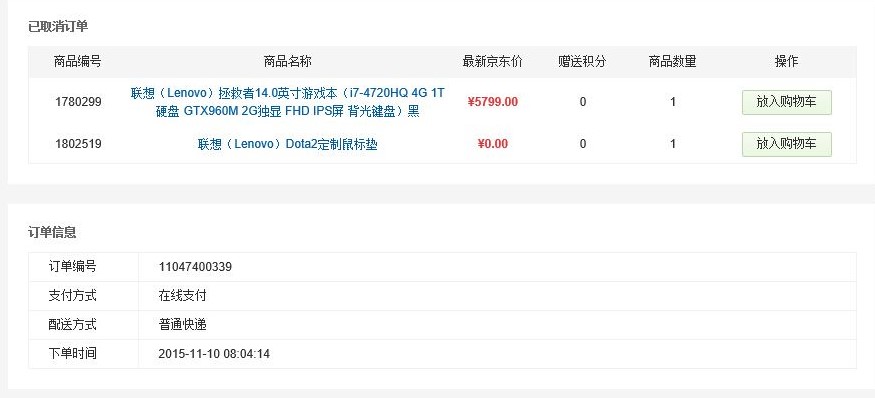 已取消订单
商品编号 商品名称 最新京东价 赠送积分 商品数量 操作
联想（Lenovo）拯救者14.0英寸游戏本（i7-4720HQ 4G 1T
1780299 ¥5799.00 0 1 放入购物车
硬盘 GTX960M 2G独显 FHD IPS屏 背光键盘）黑
1802519 联想（Lenovo）Dota2定制鼠标垫 ¥0.00 0 1 放入购物车
订单信息
订单编号 11047400339
支付方式 在线支付
配送方式 普通快递
下单时间 2015-11-10 08:04:14